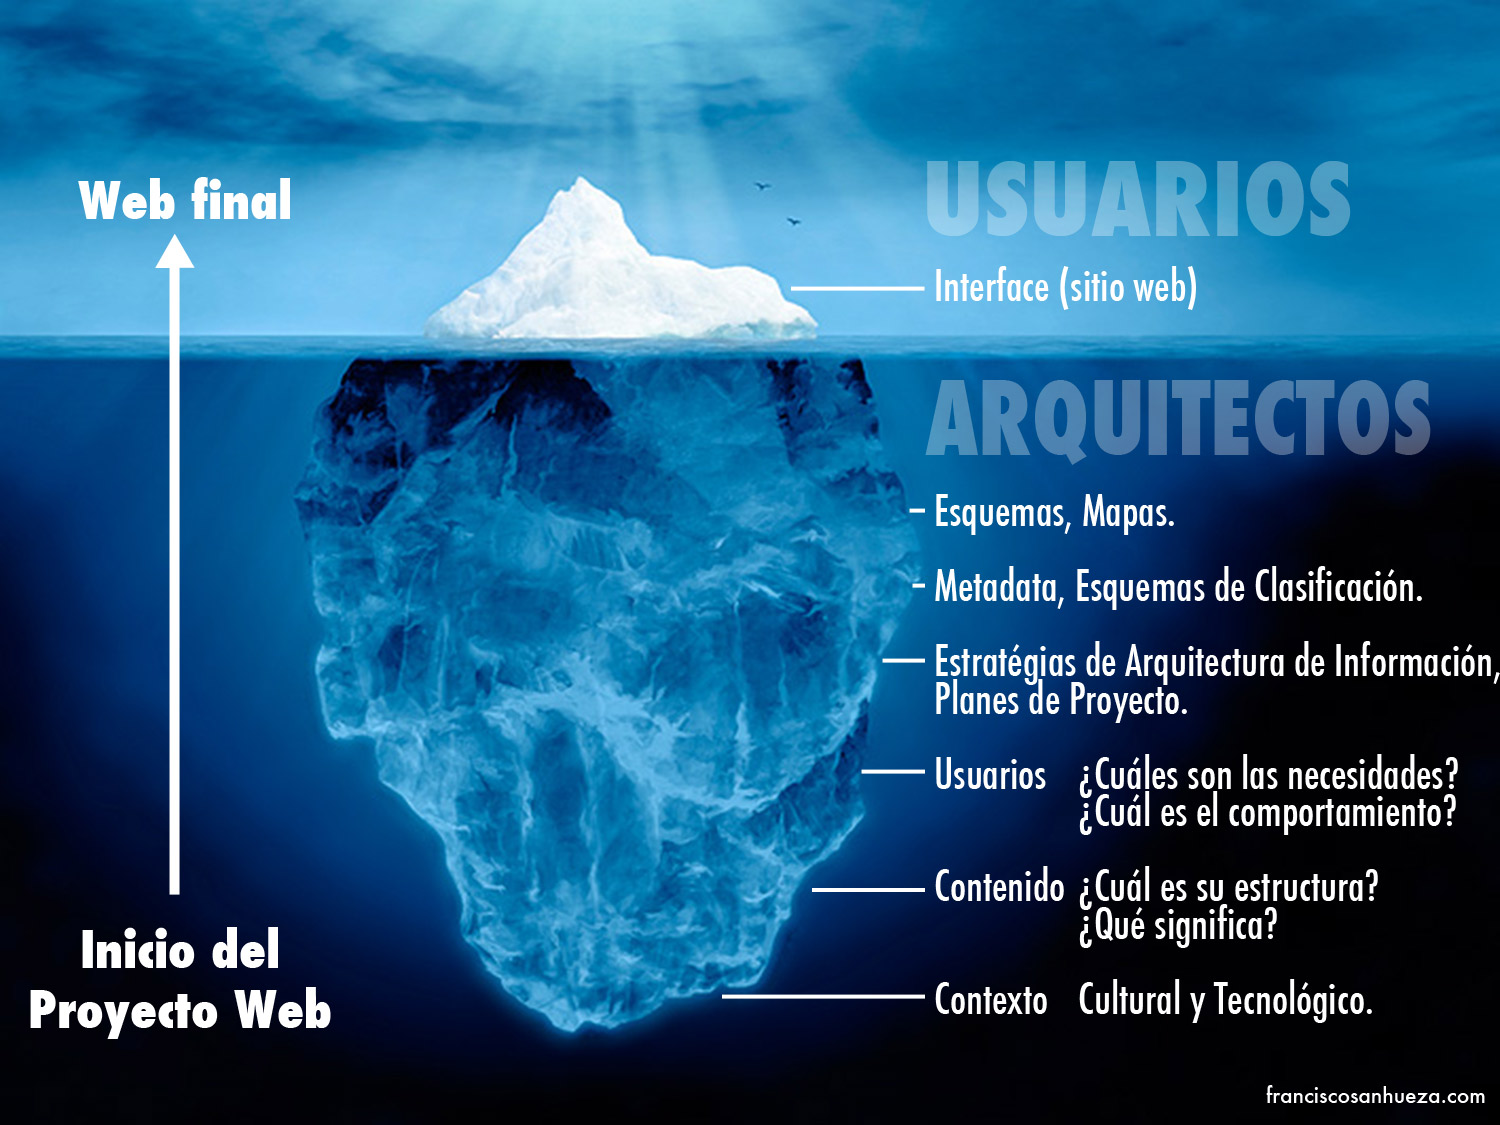 Web final
Inicio del
Proyecto Web
USUARIOS
Interface (sitio web)
ARQUITECTOS
Esquemas, Mapas.
Metadata, Esquemas de Clasificación.
Estratégias de Arquitectura de Información,
Planes de Proyecto.
Usuarios ¿Cuáles son las necesidades?
¿Cuál es el comportamiento?
Contenido ¿Cuál es su estructura?
¿Qué significa?
Contexto Cultural y Tecnológico.
franciscosanhueza.com